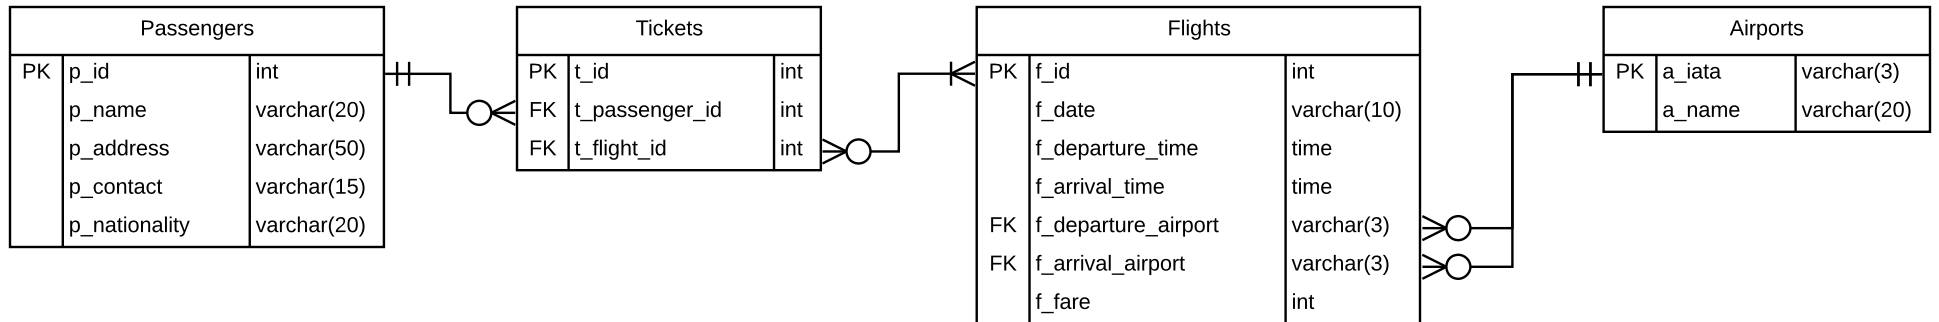 Passengers
PK p_id int
p_name varchar(20)
p_address varchar(50)
p_contact varchar(15)
p_nationality varchar(20)
Tickets
PK t_id int
FK t_passenger_id int
FK t_flight_id int
Flights
PK f_id int
f_date varchar(10)
f_departure_time time
f_arrival_time time
FK f_departure_airport varchar(3)
FK f_arrival_airport varchar(3)
f_fare int
Airports
PK a_iata varchar(3)
a_name varchar(20)